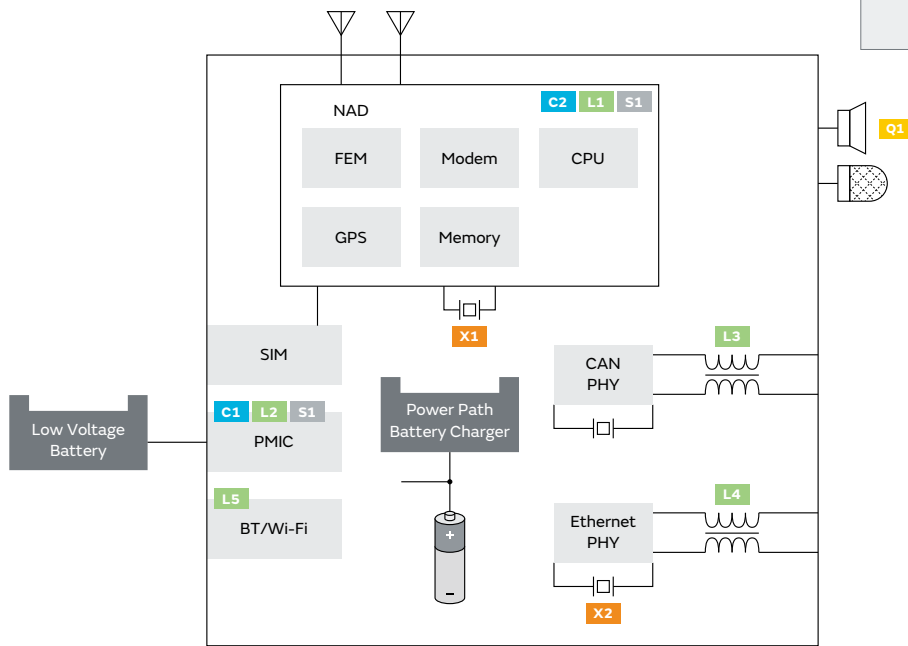 C2 L1 S1
NAD
FEM
Modem
CPU
Q1
GPS
Memory
X1
SIM
L3
CAN
PHY
C1 L2 S1
Low Voltage
Battery
PMIC
Power Path
Battery Charger
L5
BT/Wi-Fi
+
-
L4
Ethernet
PHY
X2